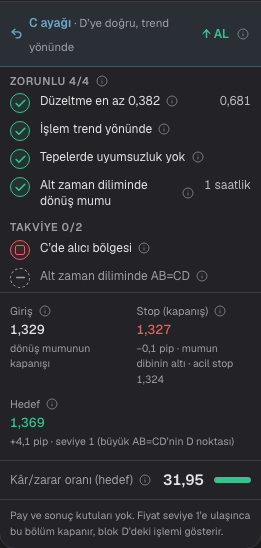 C ayağı · D'ye doğru, trend
yönünde
↑ AL
ZORUNLU 4/4
Düzeltme en az 0,382 0,681
İşlem trend yönünde
Tepelerde uyumsuzluk yok
Alt zaman diliminde
dönüş mumu
1 saatlik
TAKVİYE 0/2
C'de alıcı bölgesi
Alt zaman diliminde AB=CD
Giriş
1,329
dönüş mumunun
kapanışı
Stop (kapanış)
1,327
−0,1 pip · mumun
dibinin altı · acil stop
1,324
Hedef
1,369
+4,1 pip · seviye 1 (büyük AB=CD'nin D noktası)
Kâr/zarar oranı (hedef) 31,95
Pay ve sonuç kutuları yok. Fiyat seviye 1'e ulaşınca
bu bölüm kapanır, blok D'deki işlemi gösterir.